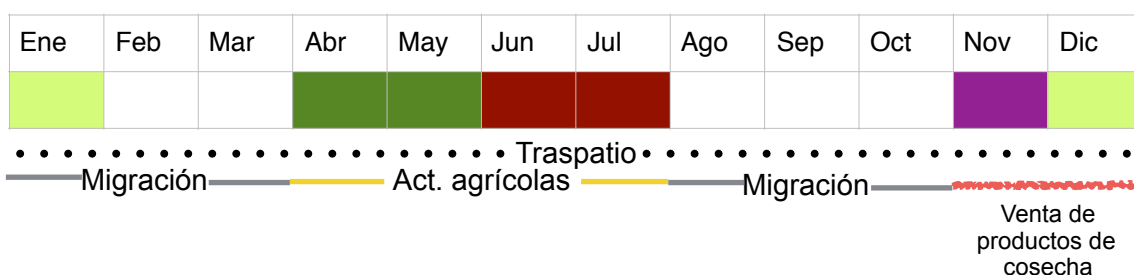 Ene Feb Mar Abr May Jun Jul Ago Sep Oct Nov Dic
Traspatio
Migración Act. agrícolas Migración
Venta de
productos de
cosecha